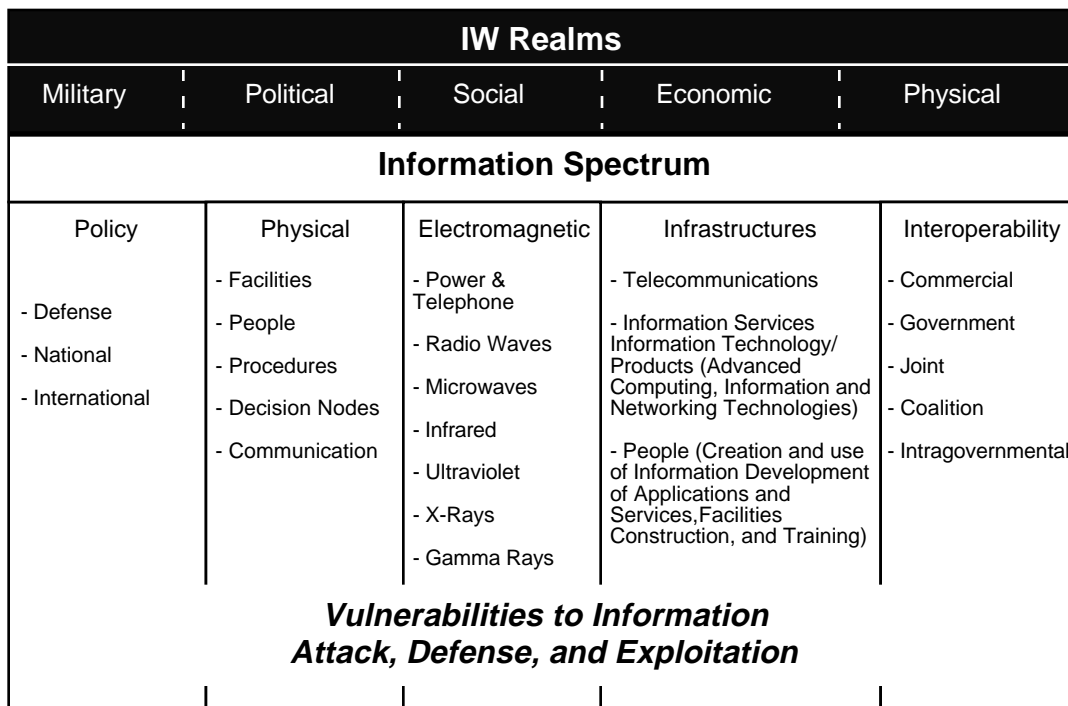 IW Realms
Military Political Social Economic Physical
Information Spectrum
Policy
- Defense
- National
- International
Physical
- Facilities
- People
- Procedures
- Decision Nodes
- Communication
Electromagnetic
- Power &
Telephone
- Radio Waves
- Microwaves
- Infrared
- Ultraviolet
- X-Rays
- Gamma Rays
Infrastructures
- Telecommunications
- Information Services
Information Technology/
Products (Advanced
Computing, Information and
Networking Technologies)
- People (Creation and use
of Information Development
of Applications and
Services,Facilities
Construction, and Training)
Interoperability
- Commercial
- Government
- Joint
- Coalition
- Intragovernmental
Vulnerabilities to Information
Attack, Defense, and Exploitation